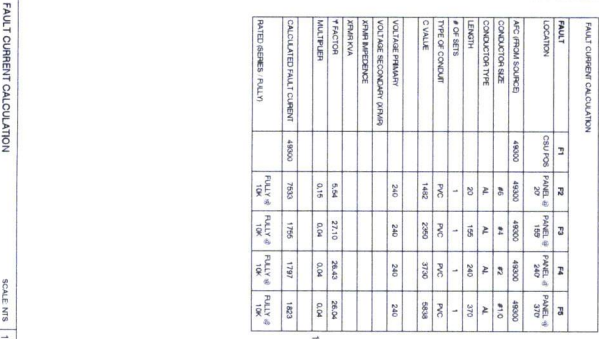 FAULT CURRENT CALCULATION
FAULT F1 F2 F3 F4 F5
LOCATION CSU POS PANEL @ 20' PANEL @ 155' PANEL @ 240' PANEL @ 370'
AFC (FROM SOURCE) 49300 49300 49300 49300 49300
CONDUCTOR SIZE #6 #4 #2 #1/0
CONDUCTOR TYPE AL AL AL AL
LENGTH 20 155 240 370
# OF SETS 1 1 1 1
TYPE OF CONDUIT PVC PVC PVC PVC
C VALUE 1482 2350 3730 5838
VOLTAGE PRIMARY 240 240 240 240
VOLTAGE SECONDARY (XFMR)
XFMR IMPEDENCE
XFMR KVA
"f" FACTOR 5.54 27.10 26.43 26.04
MULTIPLIER 0.15 0.04 0.04 0.04
CALCULATED FAULT CURENT 49300 7533 1755 1797 1823
RATED (SERIES / FULLY) FULLY @ 10K FULLY @ 10K FULLY @ 10K FULLY @ 10K
FAULT CURRENT CALCULATION
SCALE: NTS 1